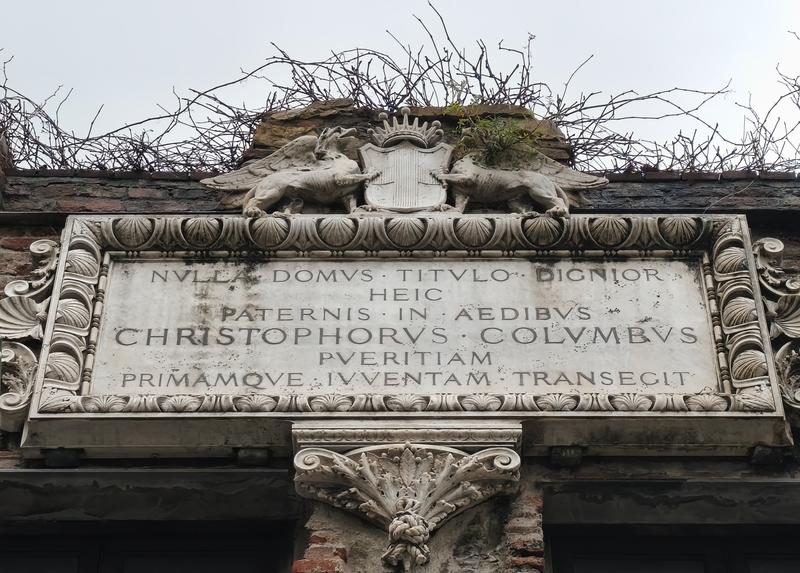 NVLLA DOMVS · TITVLO · DIGNIOR
HEIC
PATERNIS · IN · AEDIBVS
CHRISTOPHORVS · COLVMBVS
PVERITIAM
PRIMAMQVE · IVVENTAM · TRANSEGIT